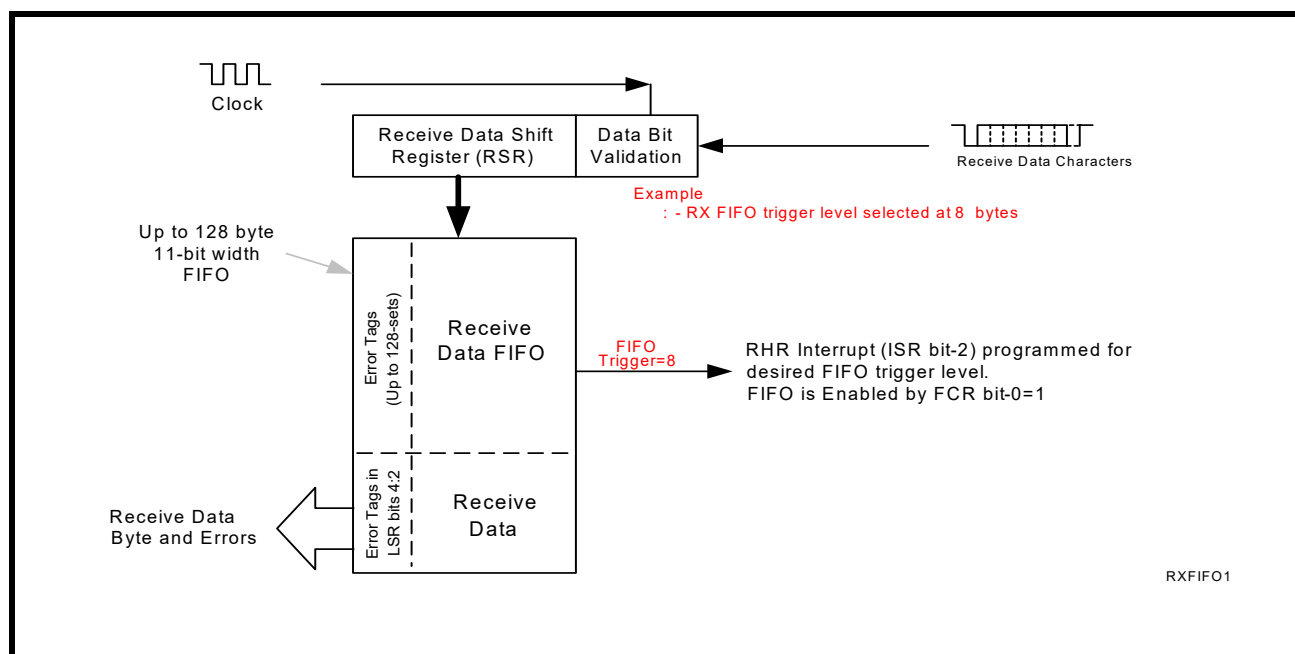 Clock
Receive Data Shift
Register (RSR)
Data Bit
Validation
Receive Data Characters
Example
: - RX FIFO trigger level selected at 8 bytes
Up to 128 byte
11-bit width
FIFO
Error Tags
(Up to 128-sets)
Receive
Data FIFO
FIFO
Trigger=8
RHR Interrupt (ISR bit-2) programmed for
desired FIFO trigger level.
FIFO is Enabled by FCR bit-0=1
Error Tags in
LSR bits 4:2
Receive
Data
Receive Data
Byte and Errors
RXFIFO1